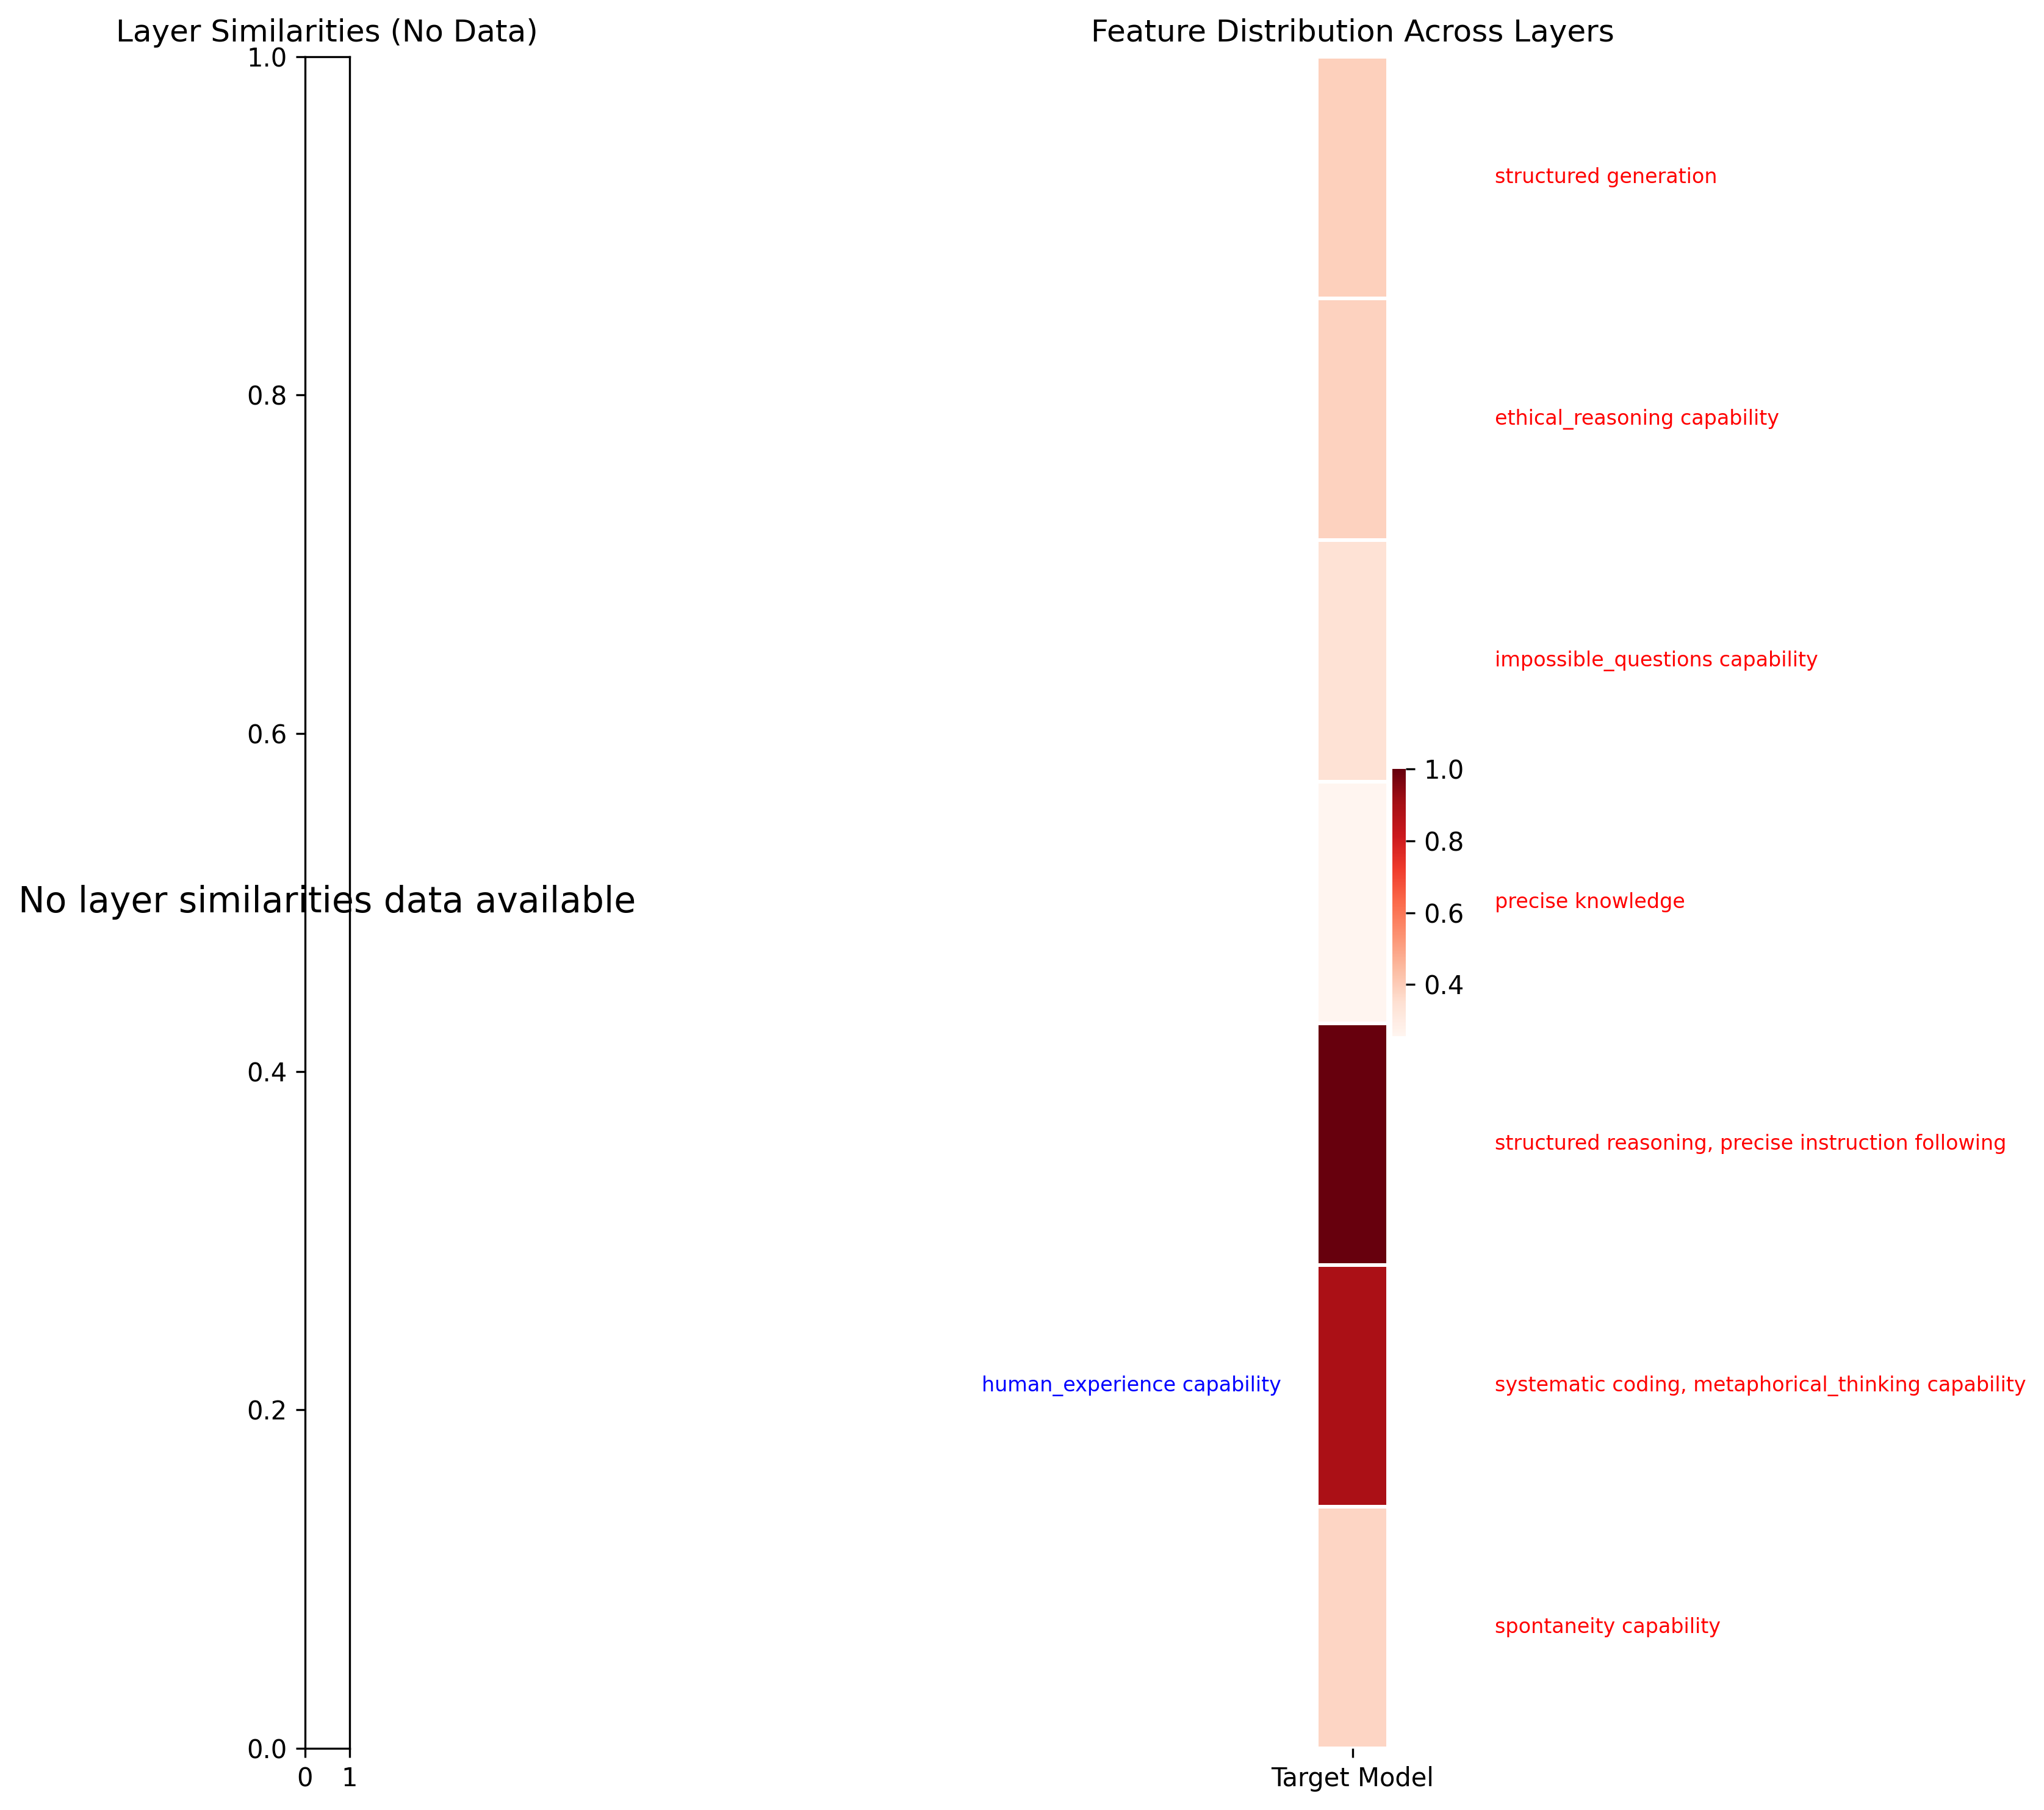 Layer Similarities (No Data)
1.0
0.8
0.6
0.4
0.2
0.0
0 1
No layer similarities data available
Feature Distribution Across Layers
structured generation
ethical_reasoning capability
impossible_questions capability
precise knowledge
structured reasoning, precise instruction following
human_experience capability
systematic coding, metaphorical_thinking capability
spontaneity capability
Target Model
1.0
0.8
0.6
0.4